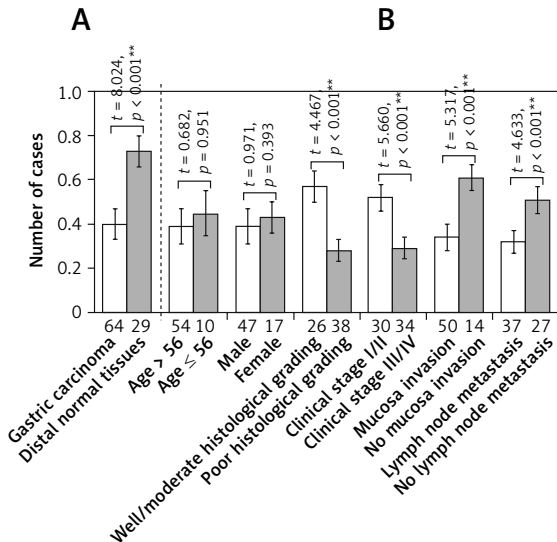 A
B
t = 8.024,
p < 0.001**
t = 0.682,
p = 0.951
t = 0.971,
p = 0.393
t = 4.467,
p < 0.001**
t = 5.660,
p < 0.001**
t = 5.317,
p < 0.001**
t = 4.633,
p < 0.001**
Number of cases
1.0
0.8
0.6
0.4
0.2
0
64 29 54 10 47 17 26 38 30 34 50 14 37 27
Gastric carcinoma
Distal normal tissues
Age > 56
Age ≤ 56
Male
Female
Well/moderate histological grading
Poor histological grading
Clinical stage I/II
Clinical stage III/IV
Mucosa invasion
No mucosa invasion
Lymph node metastasis
No lymph node metastasis